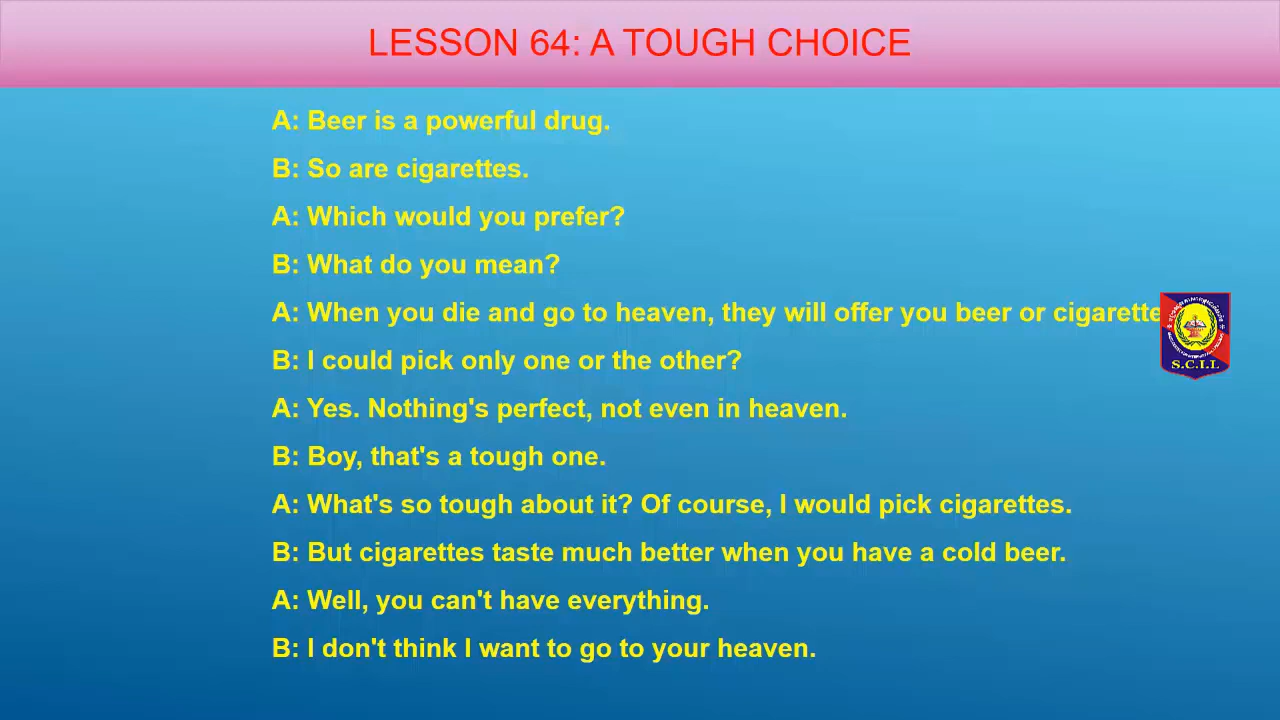 LESSON 64: A TOUGH CHOICE
A: Beer is a powerful drug.
B: So are cigarettes.
A: Which would you prefer?
B: What do you mean?
A: When you die and go to heaven, they will offer you beer or cigarette
B: I could pick only one or the other?
A: Yes. Nothing's perfect, not even in heaven.
B: Boy, that's a tough one.
A: What's so tough about it? Of course, I would pick cigarettes.
B: But cigarettes taste much better when you have a cold beer.
A: Well, you can't have everything.
B: I don't think I want to go to your heaven.
S.C.I.L